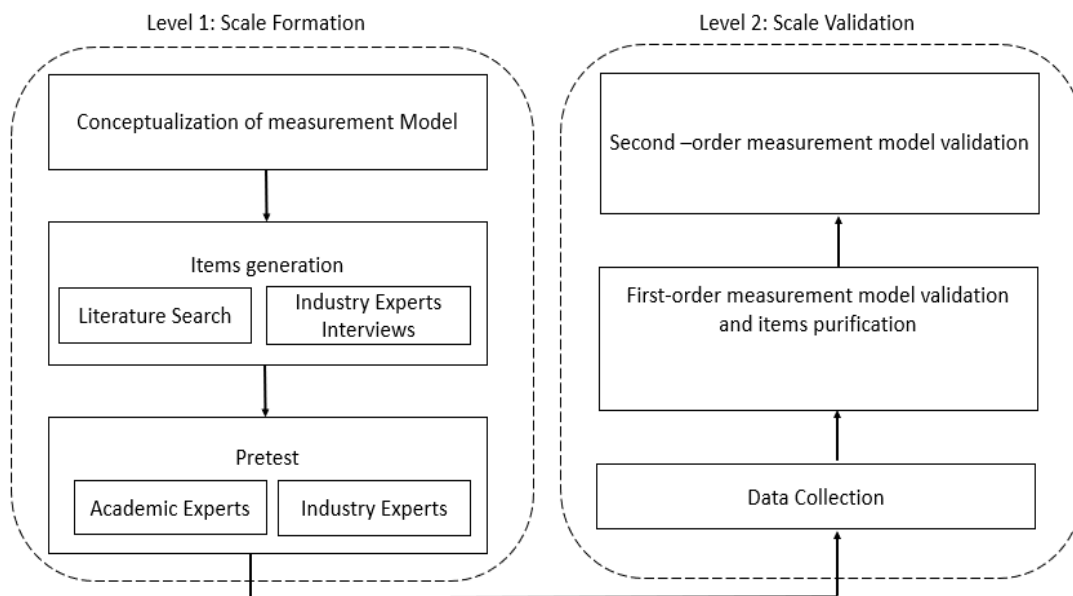 Level 1: Scale Formation
Conceptualization of measurement Model
Items generation
Literature Search
Industry Experts
Interviews
Pretest
Academic Experts
Industry Experts
Level 2: Scale Validation
Second –order measurement model validation
First-order measurement model validation
and items purification
Data Collection